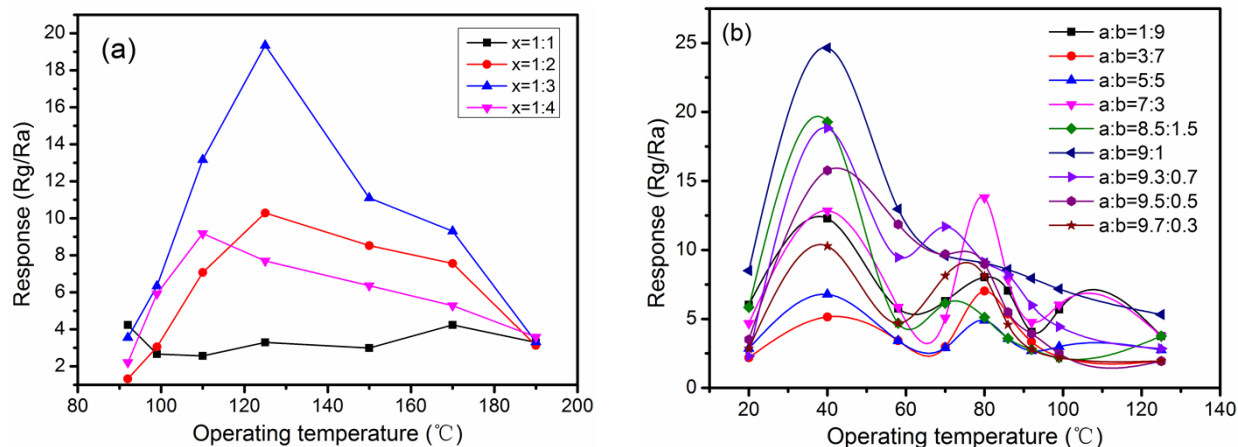 (a)
x=1:1
x=1:2
x=1:3
x=1:4
Response (Rg/Ra)
20
18
16
14
12
10
8
6
4
2
80 100 120 140 160 180 200
Operating temperature (℃)
(b)
a:b=1:9
a:b=3:7
a:b=5:5
a:b=7:3
a:b=8.5:1.5
a:b=9:1
a:b=9.3:0.7
a:b=9.5:0.5
a:b=9.7:0.3
Response (Rg/Ra)
25
20
15
10
5
0
20 40 60 80 100 120 140
Operating temperature (℃)